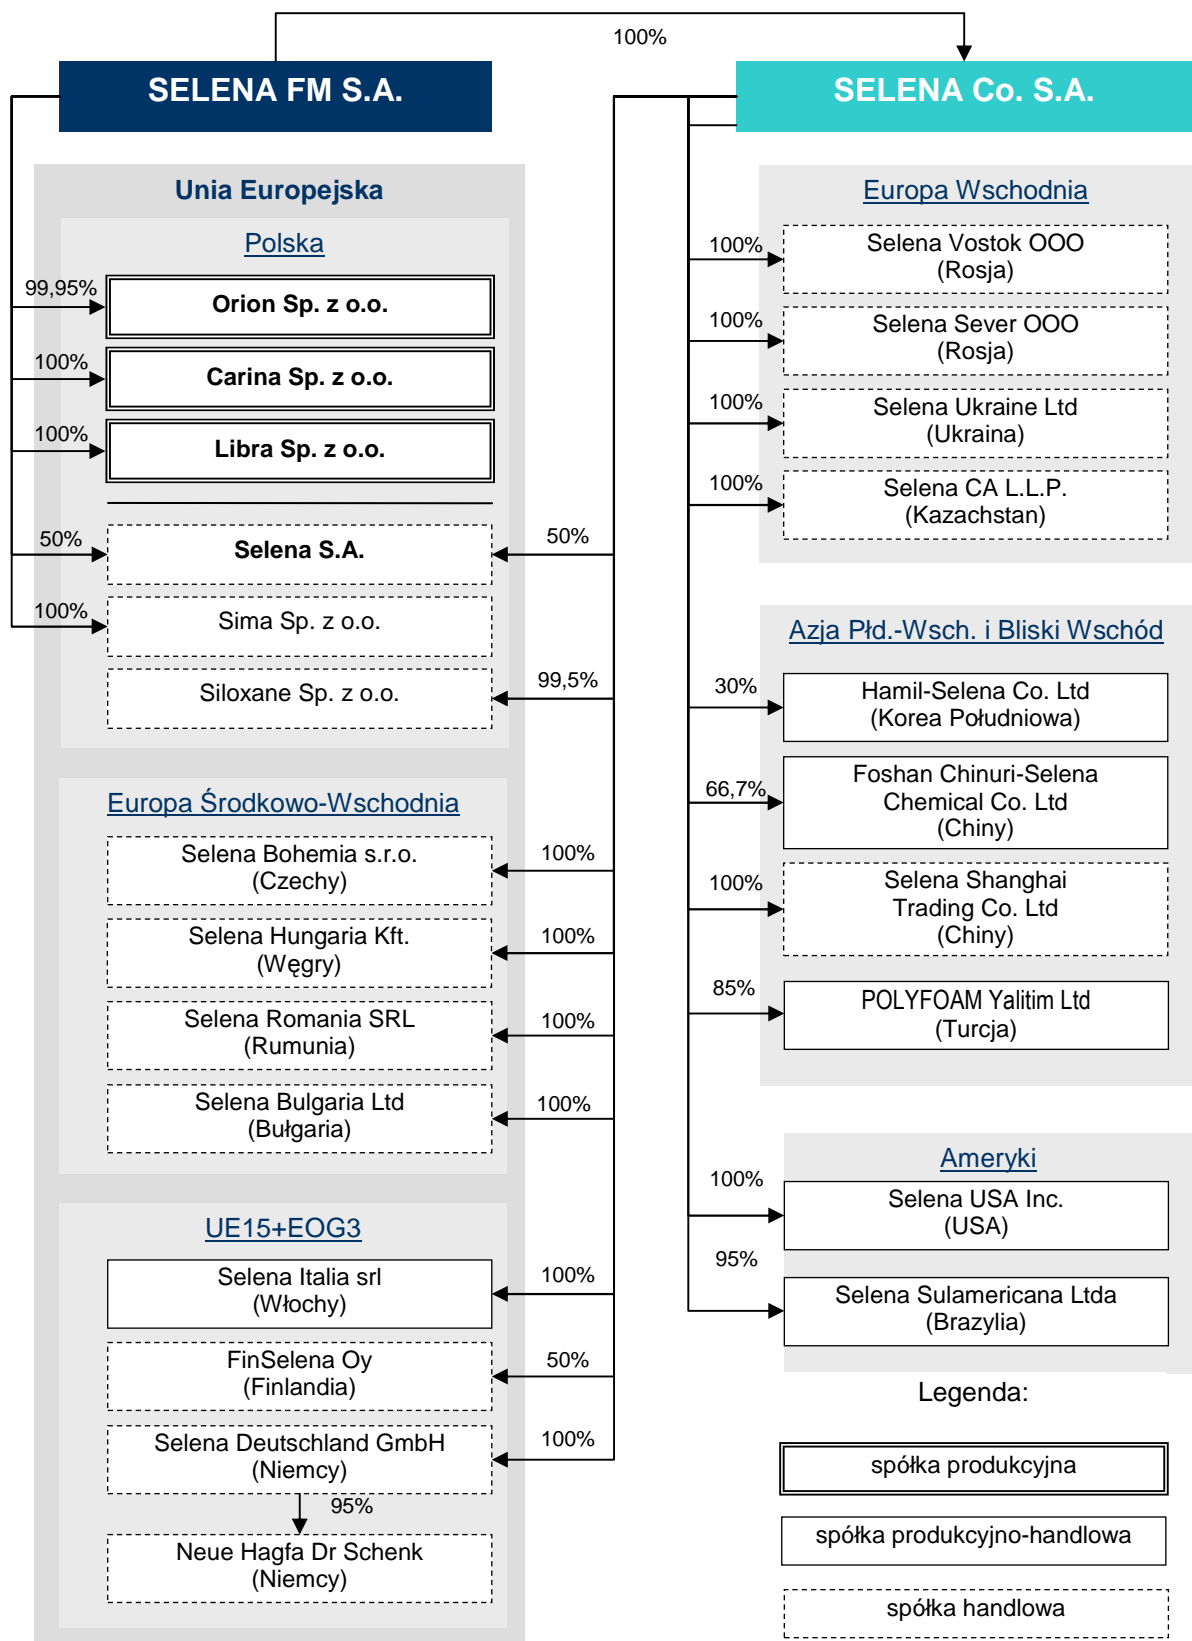 100%
SELENA FM S.A.
SELENA Co. S.A.
Unia Europejska
Polska
99,95%
Orion Sp. z o.o.
100%
Carina Sp. z o.o.
100%
Libra Sp. z o.o.
50%
Selena S.A.
50%
100%
Sima Sp. z o.o.
Siloxane Sp. z o.o.
99,5%
Europa Środkowo-Wschodnia
Selena Bohemia s.r.o.
(Czechy)
100%
Selena Hungaria Kft.
(Węgry)
100%
Selena Romania SRL
(Rumunia)
100%
Selena Bulgaria Ltd
(Bułgaria)
100%
UE15+EOG3
Selena Italia srl
(Włochy)
100%
FinSelena Oy
(Finlandia)
50%
Selena Deutschland GmbH
(Niemcy)
100%
95%
Neue Hagfa Dr Schenk
(Niemcy)
Europa Wschodnia
100%
Selena Vostok OOO
(Rosja)
100%
Selena Sever OOO
(Rosja)
100%
Selena Ukraine Ltd
(Ukraina)
100%
Selena CA L.L.P.
(Kazachstan)
Azja Płd.-Wsch. i Bliski Wschód
30%
Hamil-Selena Co. Ltd
(Korea Południowa)
66,7%
Foshan Chinuri-Selena
Chemical Co. Ltd
(Chiny)
100%
Selena Shanghai
Trading Co. Ltd
(Chiny)
85%
POLYFOAM Yalitim Ltd
(Turcja)
Ameryki
100%
Selena USA Inc.
(USA)
95%
Selena Sulamericana Ltda
(Brazylia)
Legenda:
spółka produkcyjna
spółka produkcyjno-handlowa
spółka handlowa